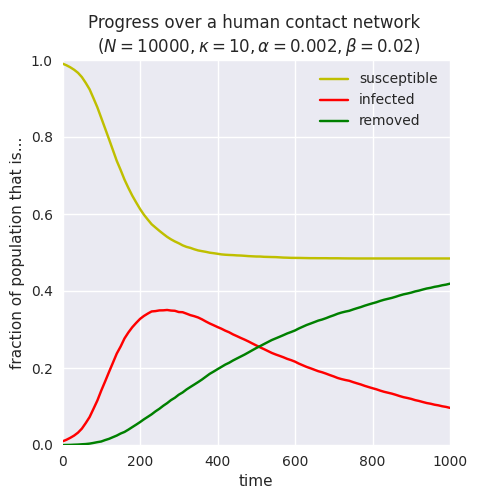 Progress over a human contact network
(N = 10000, κ = 10, α = 0.002, β = 0.02)
susceptible
infected
removed
fraction of population that is...
1.0
0.8
0.6
0.4
0.2
0.0
0 200 400 600 800 1000
time